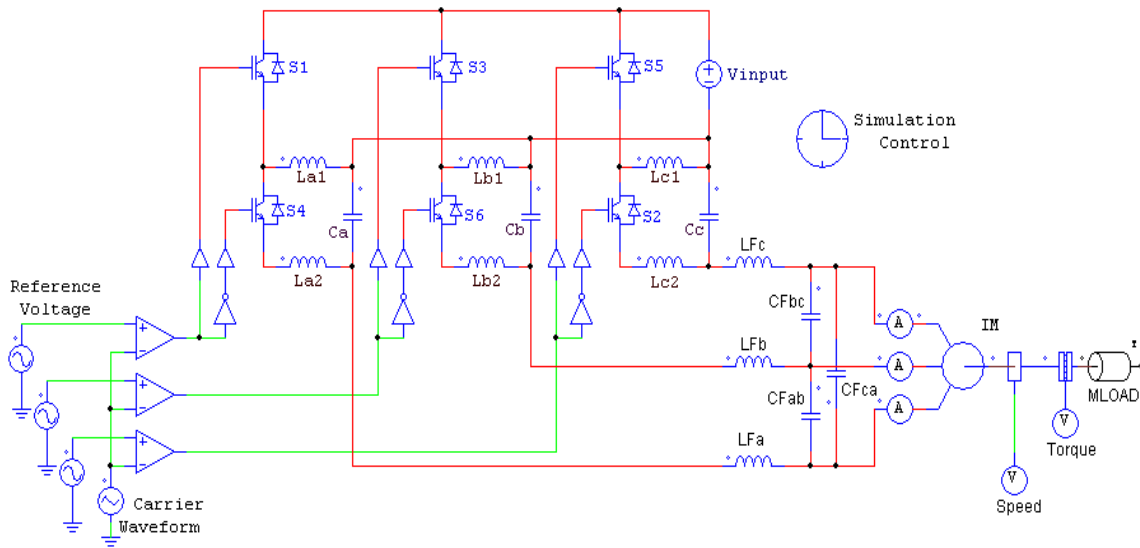 S1
S3
S5
Vinput
Simulation
Control
La1
Lb1
Lc1
S4
S6
S2
Ca
Cb
Cc
La2
Lb2
Lc2
LFc
Reference
Voltage
CFbc
IM
A
LFb
A
CFab
CFca
A
MLOAD
V
Torque
LFa
V
Speed
Carrier
Waveform